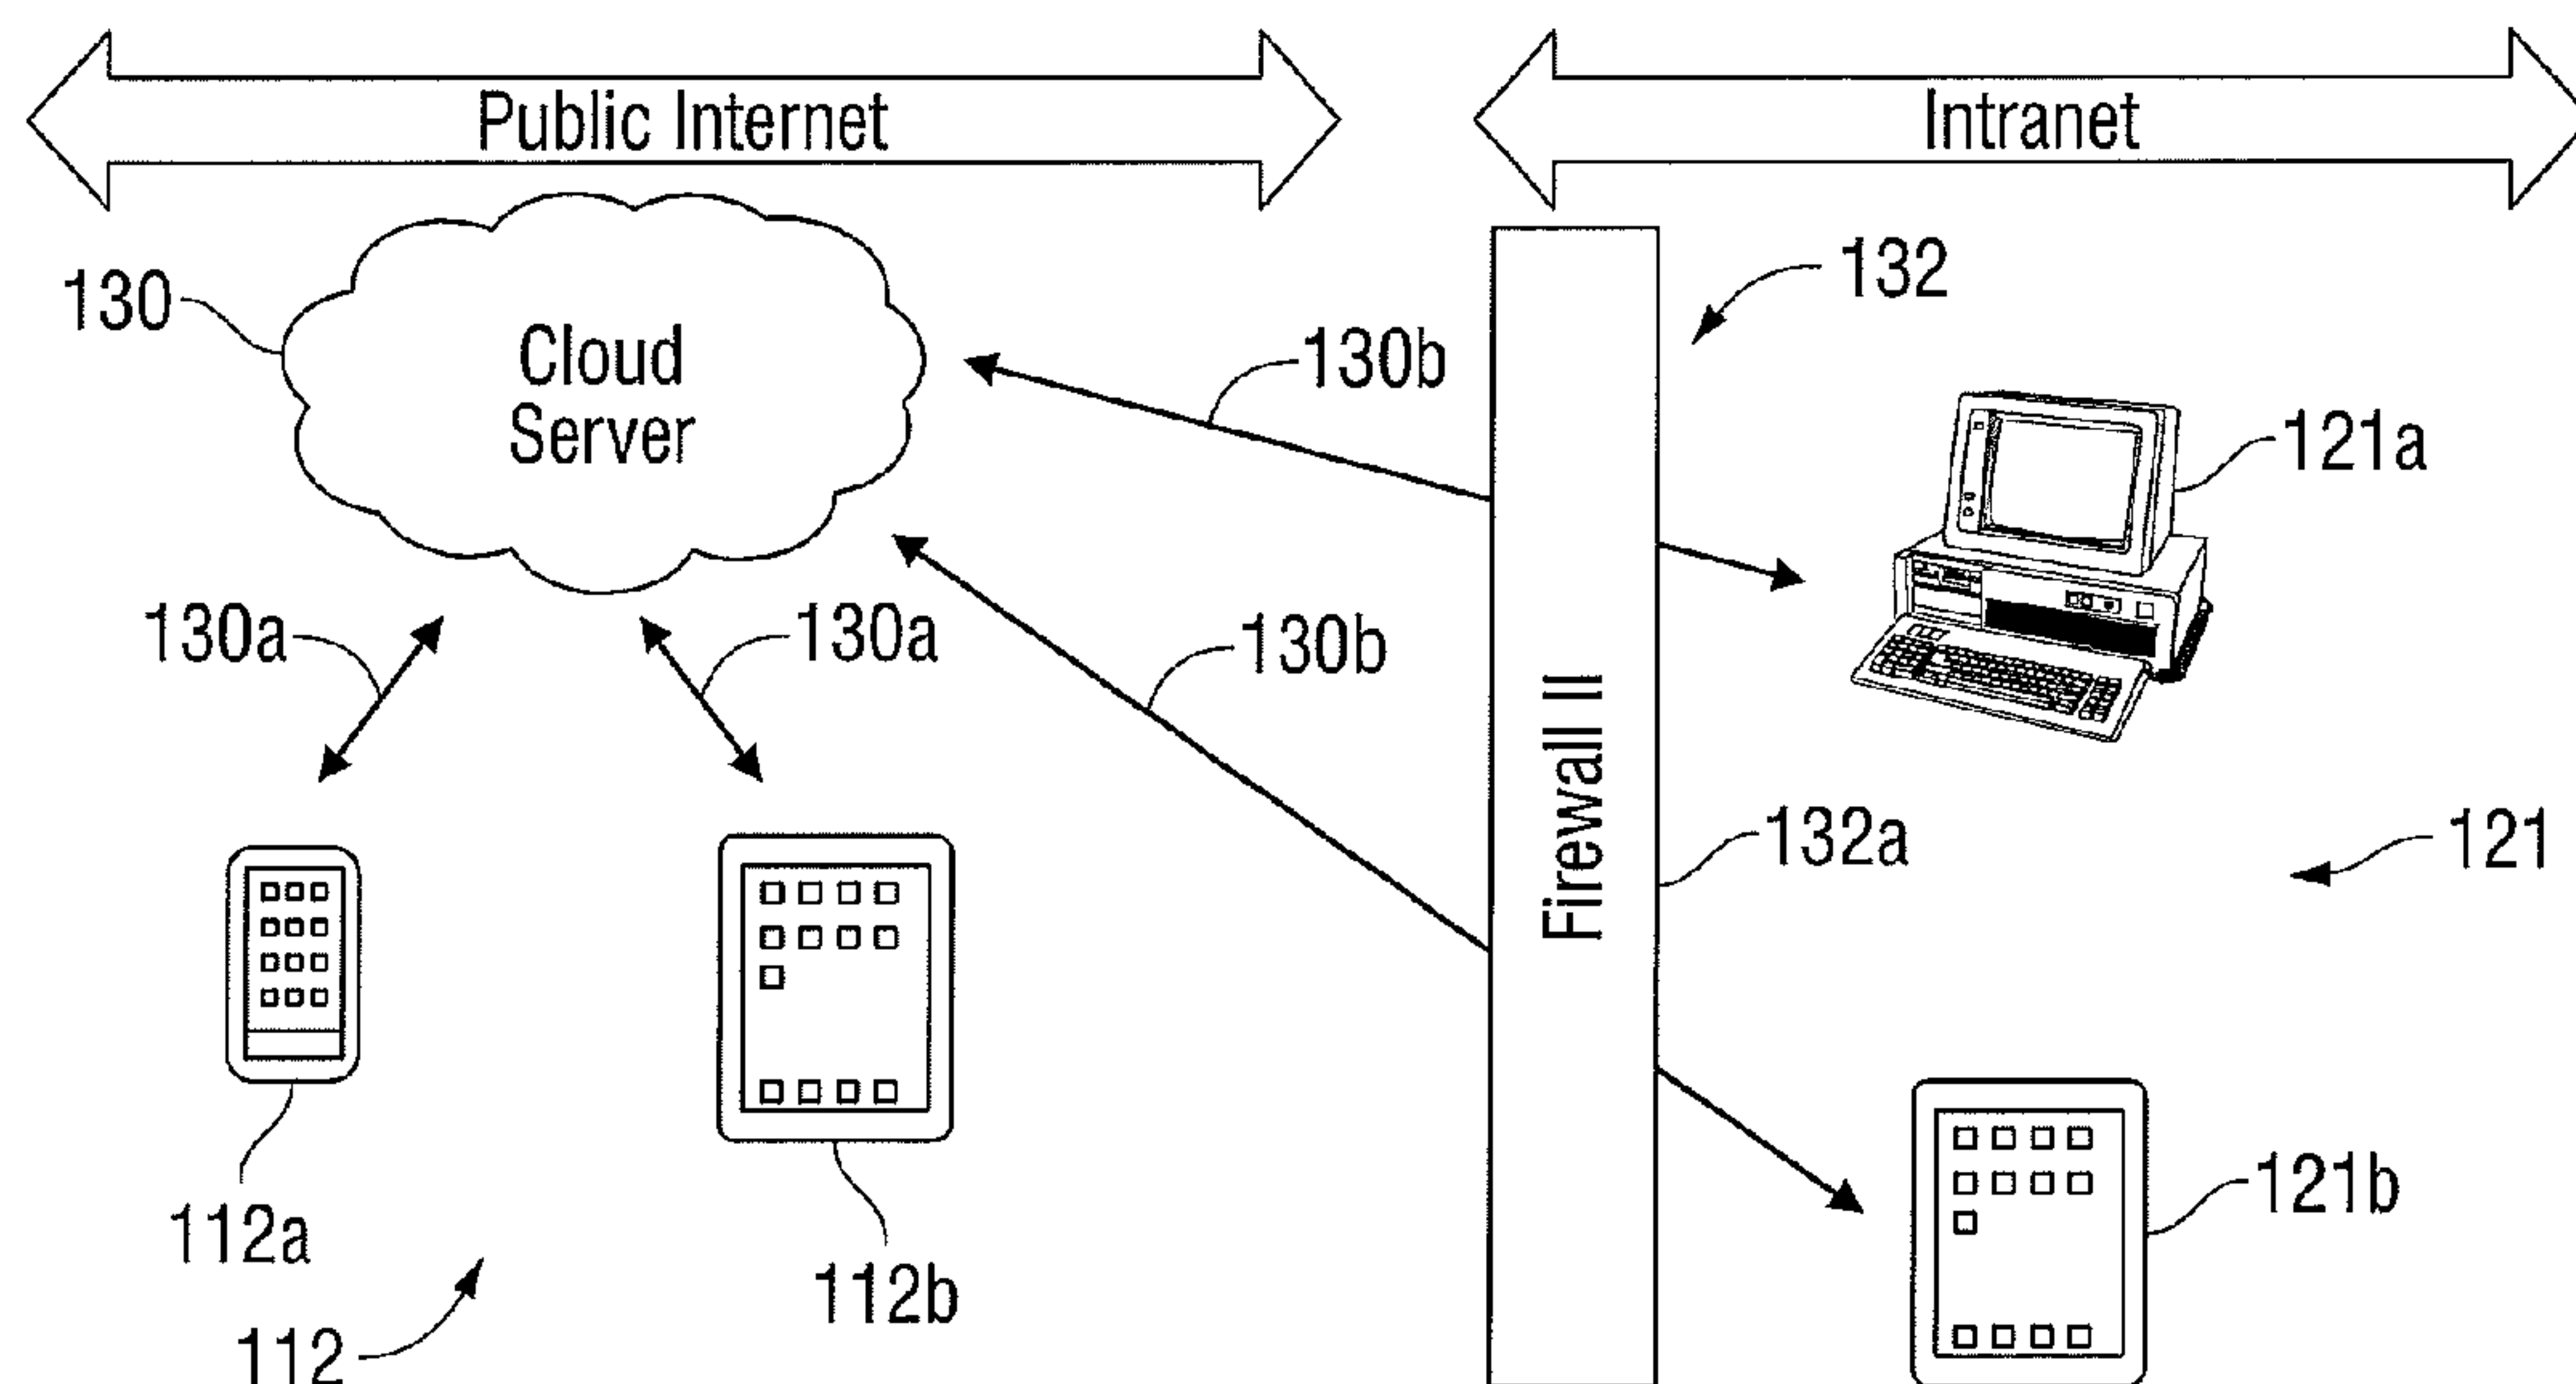 Public Internet
Intranet
130
Cloud
Server
132
130b
121a
130a
130a
130b
Firewall II
132a
121
112a
112b
121b
112